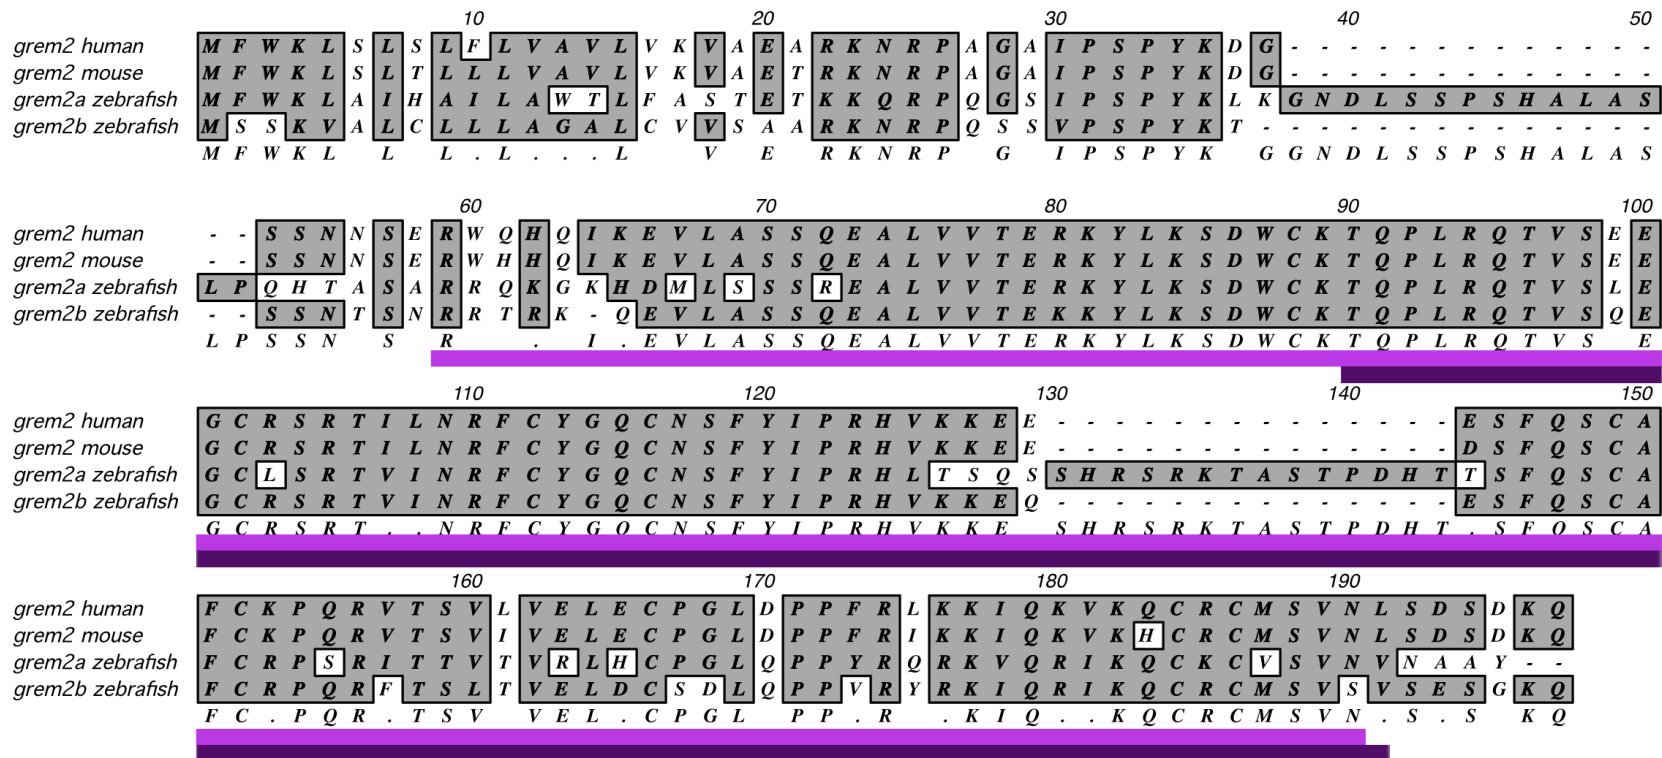 10 20 30 40 50
grem2 human M F W K L S L S L F L V A V L V K V A E A R K N R P A G A I P S P Y K D G - - - - - - - - - - - - -
grem2 mouse M F W K L S L T L L L V A V L V K V A E T R K N R P A G A I P S P Y K D G - - - - - - - - - - - - -
grem2a zebrafish M F W K L A I H A I L A W T L F A S T E T K K Q R P Q G S I P S P Y K L K G N D L S S P S H A L A S
grem2b zebrafish M S S K V A L C L L L A G A L C V V S A A R K N R P Q S S V P S P Y K T - - - - - - - - - - - - - -
M F W K L L L . L . . . L V E R K N R P G I P S P Y K G G N D L S S P S H A L A S
60 70 80 90 100
grem2 human - - S S N N S E R W Q H Q I K E V L A S S Q E A L V V T E R K Y L K S D W C K T Q P L R Q T V S E E
grem2 mouse - - S S N N S E R W H H Q I K E V L A S S Q E A L V V T E R K Y L K S D W C K T Q P L R Q T V S E E
grem2a zebrafish L P Q H T A S A R R Q K G K H D M L S S S R E A L V V T E R K Y L K S D W C K T Q P L R Q T V S L E
grem2b zebrafish - - S S N T S N R R T R K - Q E V L A S S Q E A L V V T E R K Y L K S D W C K T Q P L R Q T V S Q E
L P S S N S R . I . E V L A S S Q E A L V V T E R K Y L K S D W C K T Q P L R Q T V S E
110 120 130 140 150
grem2 human G C R S R T I L N R F C Y G Q C N S F Y I P R H V K K E E - - - - - - - - - - - - - - E S F Q S C A
grem2 mouse G C R S R T I L N R F C Y G Q C N S F Y I P R H V K K E E - - - - - - - - - - - - - - D S F Q S C A
grem2a zebrafish G C L S R T V I N R F C Y G Q C N S F Y I P R H L T S Q S S H R S R K T A S T P D H T T S F Q S C A
grem2b zebrafish G C R S R T V I N R F C Y G Q C N S F Y I P R H V K K E Q - - - - - - - - - - - - - - E S F Q S C A
G C R S R T . . N R F C Y G Q C N S F Y I P R H V K K E S H R S R K T A S T P D H T . S F Q S C A
160 170 180 190
grem2 human F C K P Q R V T S V L V E L E C P G L D P P F R L K K I Q K V K Q C R C M S V N L S D S D K Q
grem2 mouse F C K P Q R V T S V I V E L E C P G L D P P F R I K K I Q K V K H C R C M S V N L S D S D K Q
grem2a zebrafish F C R P S R I T T V T V R L H C P G L Q P P Y R Q R K V Q R I K Q C K C V S V N V N A A Y - -
grem2b zebrafish F C R P Q R F T S L T V E L D C S D L Q P P V R Y R K I Q R I K Q C R C M S V S V S E S G K Q
F C . P Q R . T S V V E L . C P G L P P . R . K I Q . . K Q C R C M S V N . S . S K Q